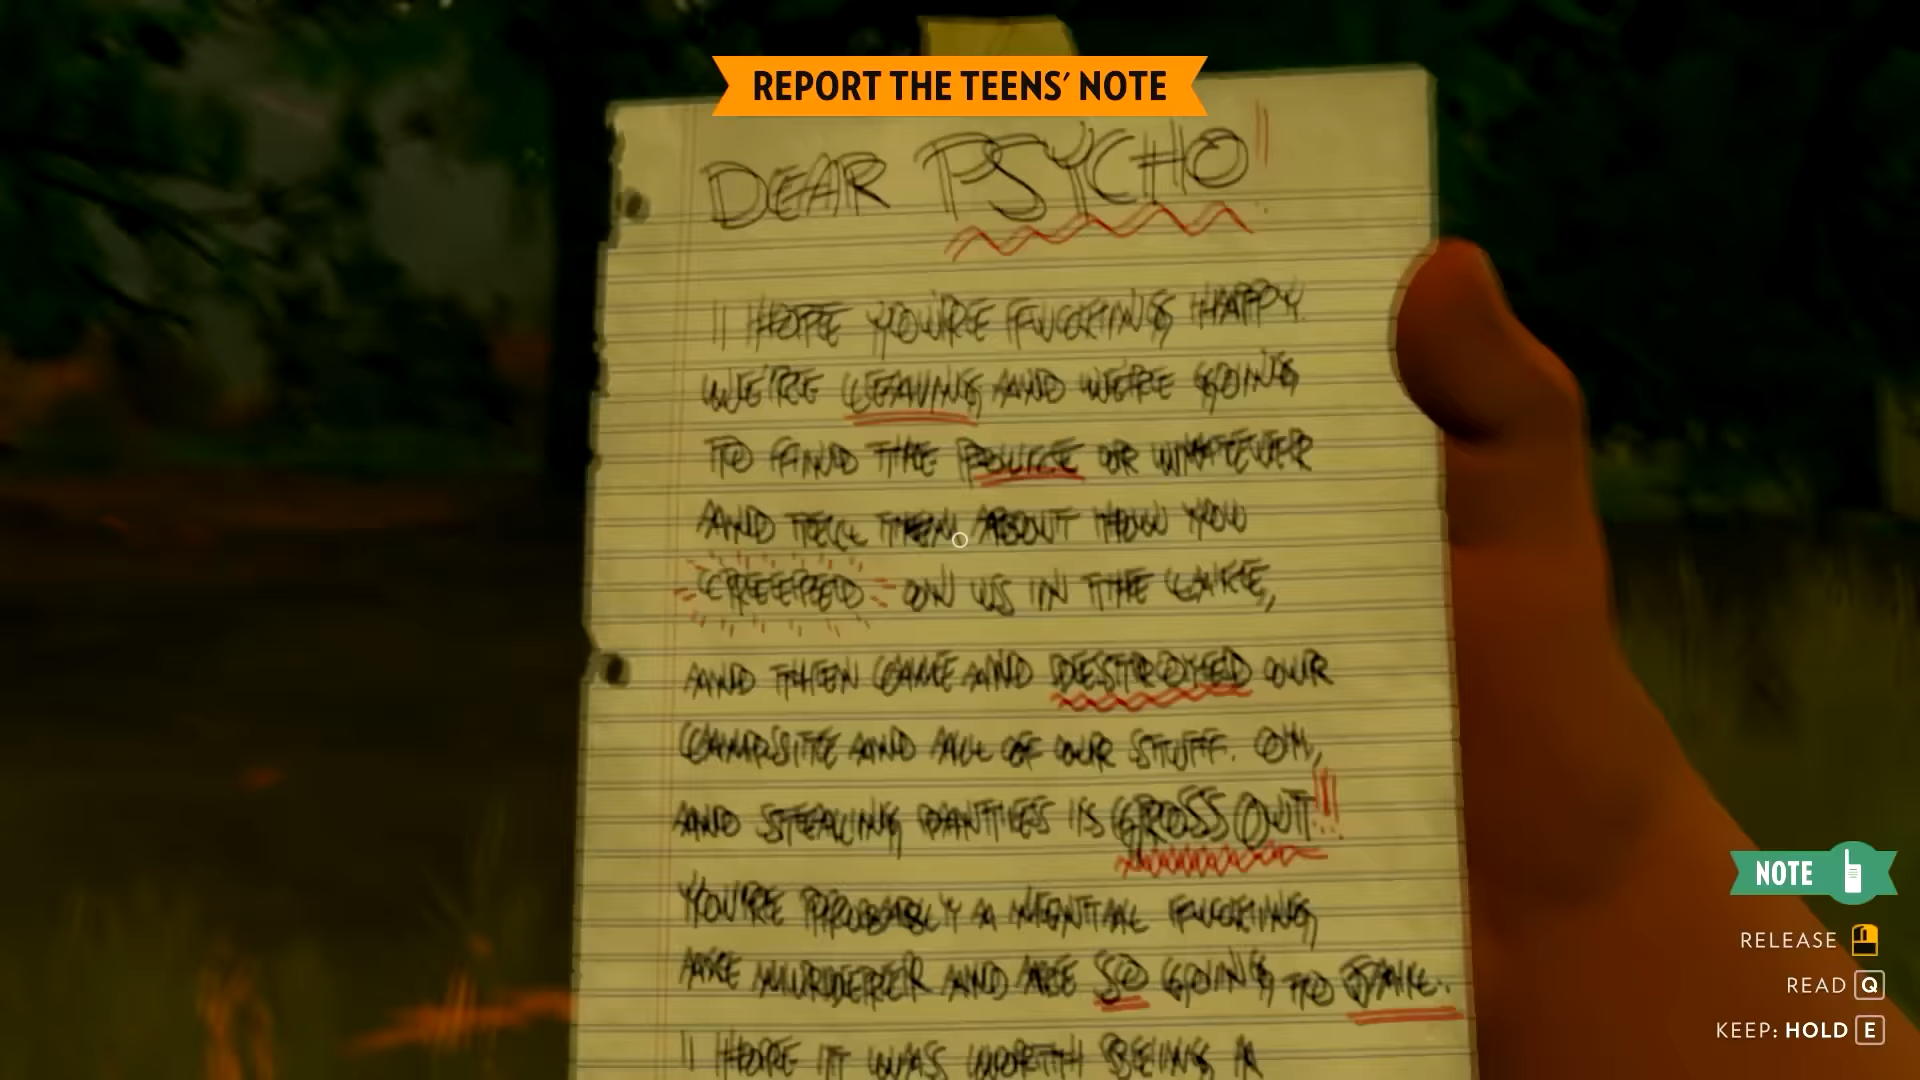 REPORT THE TEENS' NOTE
DEAR PSYCHO!!
I HOPE YOU'RE FUCKING HAPPY.
WE'RE LEAVING AND WE'RE GOING
TO FIND THE POLICE OR WHATEVER
AND TELL THEM ABOUT HOW YOU
CREEPED ON US IN THE LAKE,
AND THEN CAME AND DESTROYED OUR
CAMPSITE AND ALL OF OUR STUFF. OH,
AND STEALING PANTIES IS GROSS OUT!!!
YOU'RE PROBABLY A MENTAL FUCKING
AXE MURDERER AND ARE SO GOING TO JAIL.
I HOPE IT WAS WORTH BEING A
NOTE
RELEASE
READ Q
KEEP: HOLD E